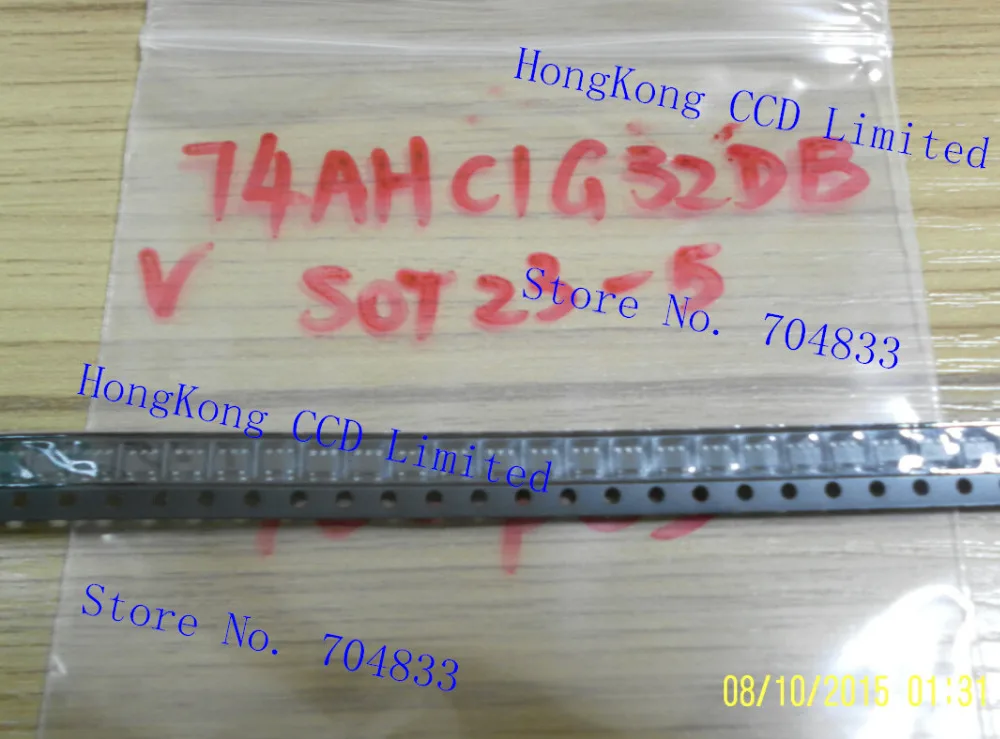 HongKong CCD Limited
74AHC1G32DB
V SOT23-5
Store No. 704833
HongKong CCD Limited
Store No. 704833
08/10/2015 01:31